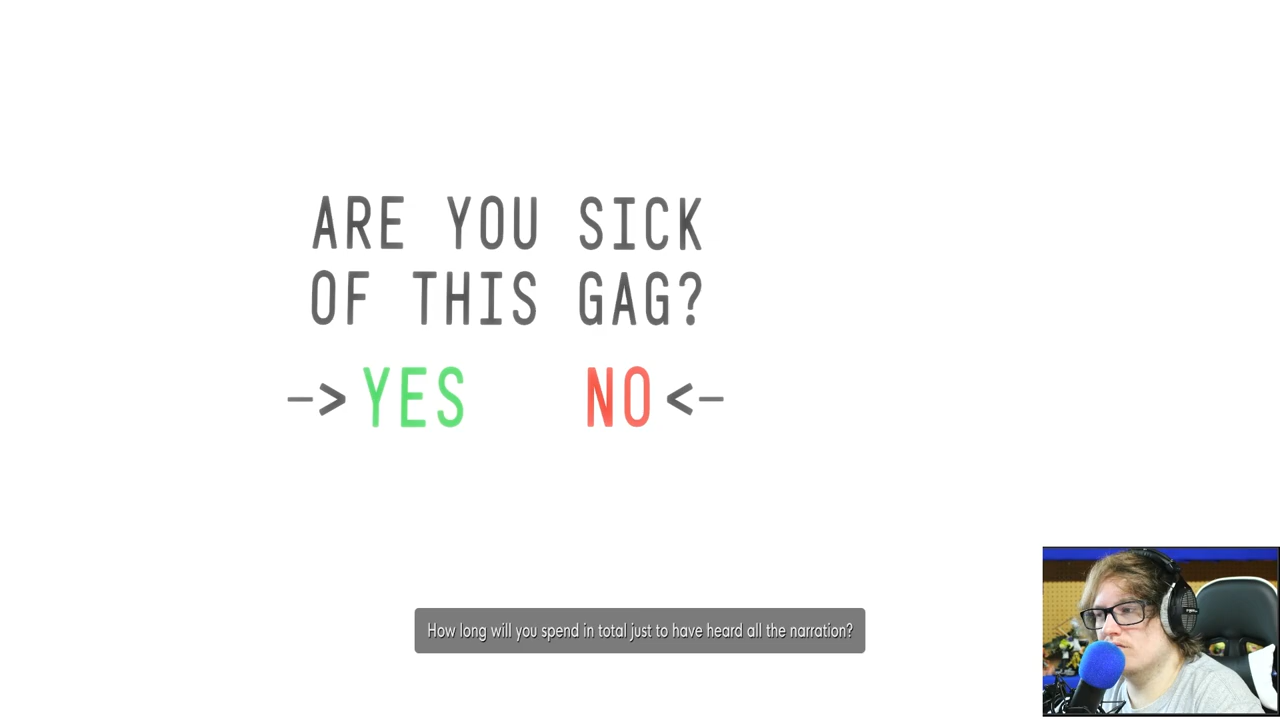 ARE YOU SICK
OF THIS GAG?
-> YES NO <-
How long will you spend in total just to have heard all the narration?